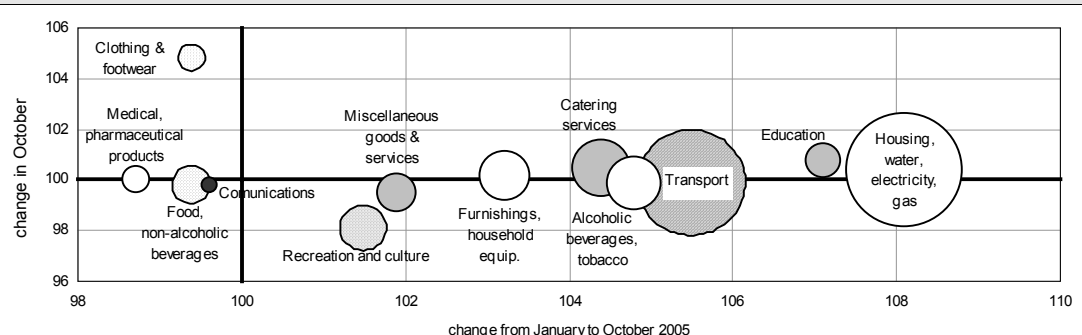 106
104
102
100
98
96
change in October
Clothing &
footwear
Medical,
pharmaceutical
products
Food,
non-alcoholic
beverages
Comunications
Miscellaneous
goods &
services
Recreation and culture
Furnishings,
household
equip.
Catering
services
Alcoholic
beverages,
tobacco
Transport
Education
Housing,
water,
electricity,
gas
98
100
102
104
106
108
110
change from January to October 2005